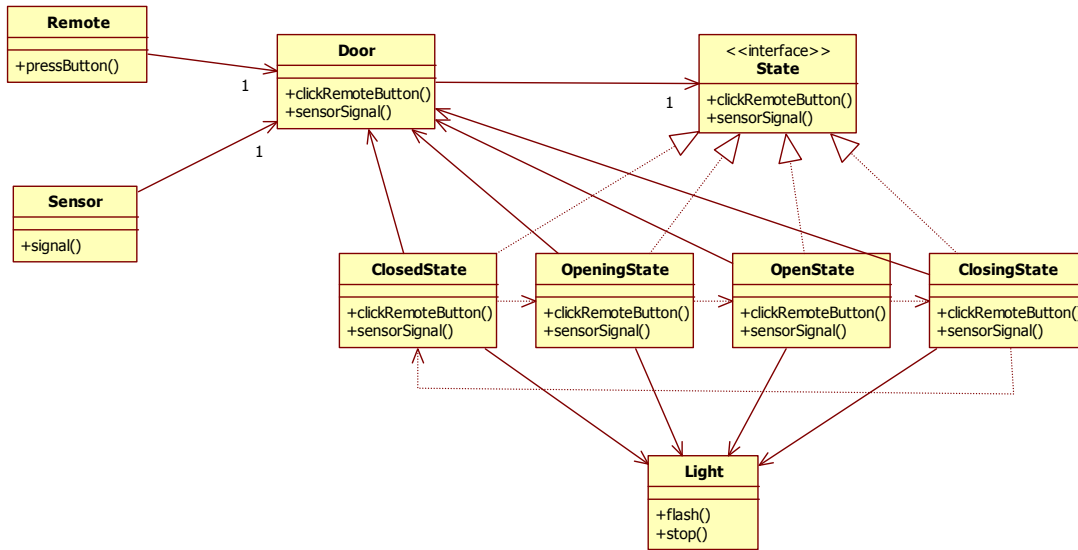 Remote
+pressButton()
Door
+clickRemoteButton()
+sensorSignal()
<<interface>>
State
+clickRemoteButton()
+sensorSignal()
1
1
1
Sensor
+signal()
ClosedState
+clickRemoteButton()
+sensorSignal()
OpeningState
+clickRemoteButton()
+sensorSignal()
OpenState
+clickRemoteButton()
+sensorSignal()
ClosingState
+clickRemoteButton()
+sensorSignal()
Light
+flash()
+stop()